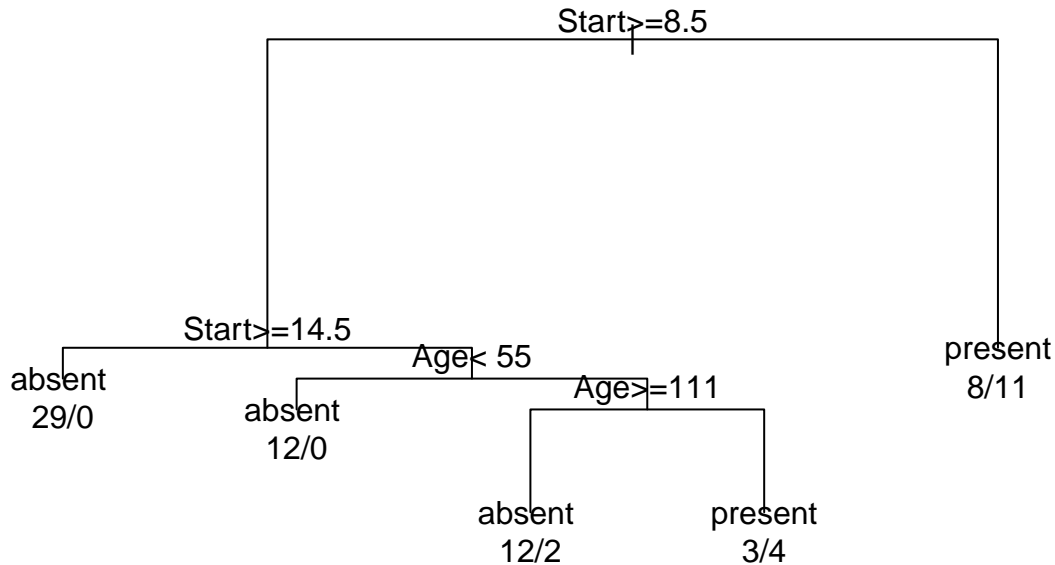 Start>=8.5
Start>=14.5
Age< 55
Age>=111
absent
29/0
absent
12/0
absent
12/2
present
3/4
present
8/11